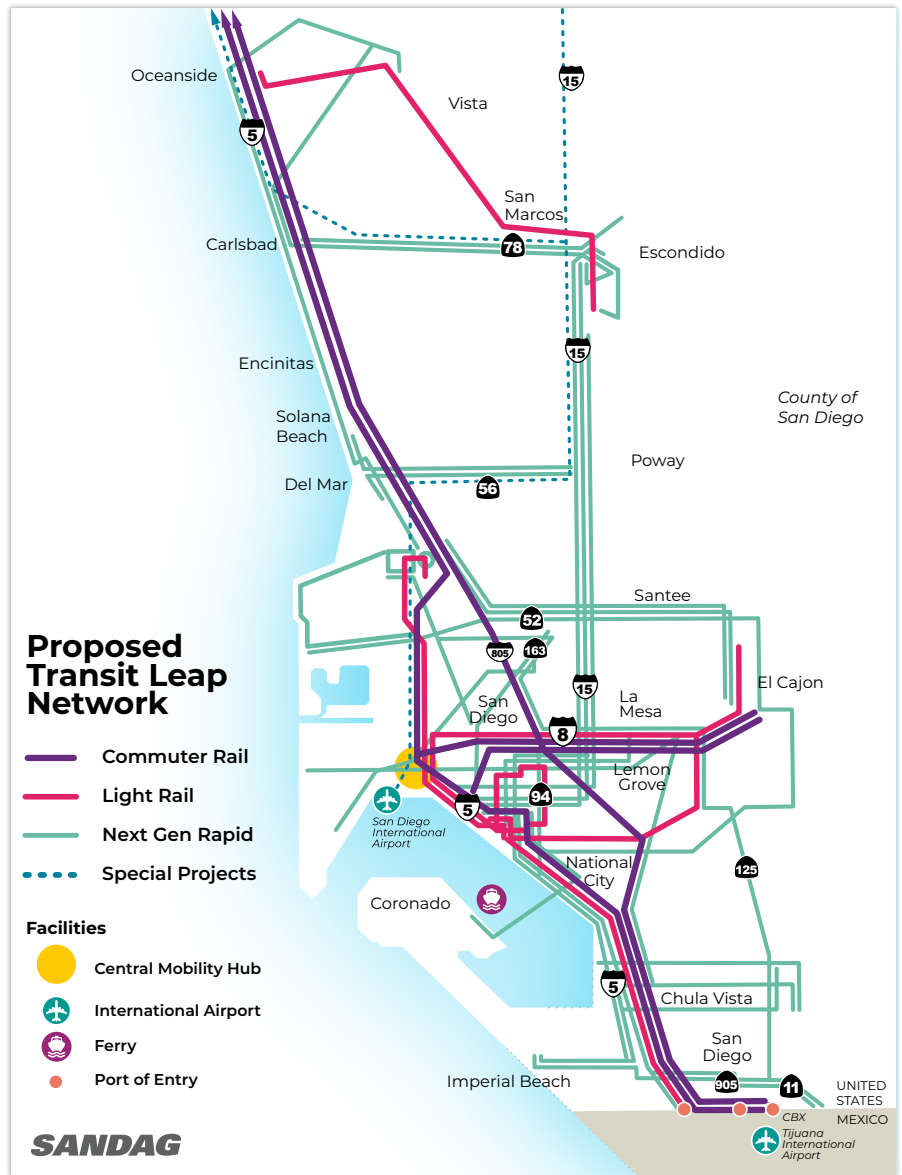 Oceanside
15
Vista
5
San
Marcos
Carlsbad
78
Escondido
15
Encinitas
County of
San Diego
Solana
Beach
Poway
Del Mar
56
Santee
52
Proposed
Transit Leap
Network
805
163
15
El Cajon
La
Mesa
San
Diego
8
Commuter Rail
Light Rail
Next Gen Rapid
Special Projects
Lemon
Grove
94
5
San Diego
International
Airport
National
City
125
Coronado
Facilities
Central Mobility Hub
International Airport
Ferry
Port of Entry
5
Chula Vista
San
Diego
Imperial Beach
905
11
UNITED
STATES
MEXICO
CBX
Tijuana
International
Airport
SANDAG